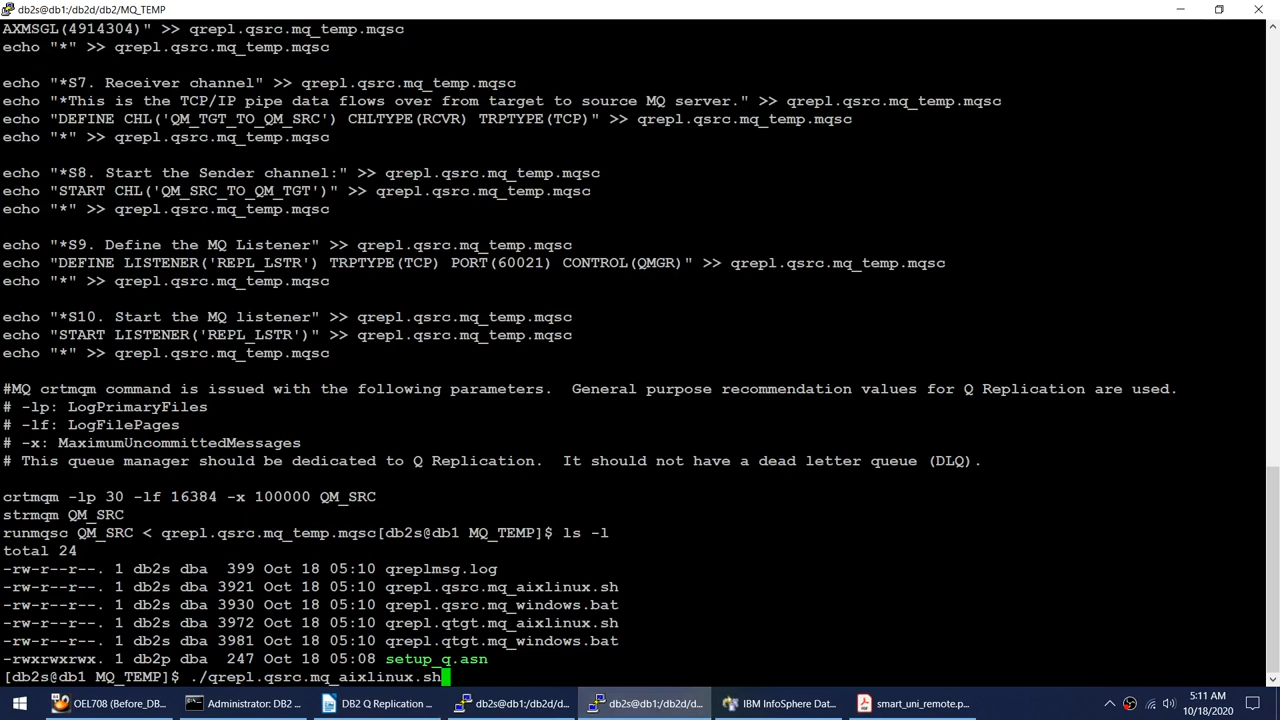 db2s@db1:/db2d/db2/MQ_TEMP
AXMSGL(4914304)" >> qrepl.qsrc.mq_temp.mqsc
echo "*" >> qrepl.qsrc.mq_temp.mqsc
echo "*S7. Receiver channel" >> qrepl.qsrc.mq_temp.mqsc
echo "*This is the TCP/IP pipe data flows over from target to source MQ server." >> qrepl.qsrc.mq_temp.mqsc
echo "DEFINE CHL('QM_TGT_TO_QM_SRC') CHLTYPE(RCVR) TRPTYPE(TCP)" >> qrepl.qsrc.mq_temp.mqsc
echo "*" >> qrepl.qsrc.mq_temp.mqsc
echo "*S8. Start the Sender channel:" >> qrepl.qsrc.mq_temp.mqsc
echo "START CHL('QM_SRC_TO_QM_TGT')" >> qrepl.qsrc.mq_temp.mqsc
echo "*" >> qrepl.qsrc.mq_temp.mqsc
echo "*S9. Define the MQ Listener" >> qrepl.qsrc.mq_temp.mqsc
echo "DEFINE LISTENER('REPL_LSTR') TRPTYPE(TCP) PORT(60021) CONTROL(QMGR)" >> qrepl.qsrc.mq_temp.mqsc
echo "*" >> qrepl.qsrc.mq_temp.mqsc
echo "*S10. Start the MQ listener" >> qrepl.qsrc.mq_temp.mqsc
echo "START LISTENER('REPL_LSTR')" >> qrepl.qsrc.mq_temp.mqsc
echo "*" >> qrepl.qsrc.mq_temp.mqsc
#MQ crtmqm command is issued with the following parameters.  General purpose recommendation values for Q Replication are used.
# -lp: LogPrimaryFiles
# -lf: LogFilePages
# -x: MaximumUncommittedMessages
# This queue manager should be dedicated to Q Replication.  It should not have a dead letter queue (DLQ).
crtmqm -lp 30 -lf 16384 -x 100000 QM_SRC
strmqm QM_SRC
runmqsc QM_SRC < qrepl.qsrc.mq_temp.mqsc[db2s@db1 MQ_TEMP]$ ls -l
total 24
-rw-r--r--. 1 db2s dba  399 Oct 18 05:10 qreplmsg.log
-rw-r--r--. 1 db2s dba 3921 Oct 18 05:10 qrepl.qsrc.mq_aixlinux.sh
-rw-r--r--. 1 db2s dba 3930 Oct 18 05:10 qrepl.qsrc.mq_windows.bat
-rw-r--r--. 1 db2s dba 3972 Oct 18 05:10 qrepl.qtgt.mq_aixlinux.sh
-rw-r--r--. 1 db2s dba 3981 Oct 18 05:10 qrepl.qtgt.mq_windows.bat
-rwxrwxrwx. 1 db2p dba  247 Oct 18 05:08 setup_q.asn
[db2s@db1 MQ_TEMP]$ ./qrepl.qsrc.mq_aixlinux.sh
OEL708 (Before_DB... Administrator: DB2 ... DB2 Q Replication ... db2s@db1:/db2d/d... db2s@db1:/db2d/d... IBM InfoSphere Dat... smart_uni_remote.p... 5:11 AM
10/18/2020